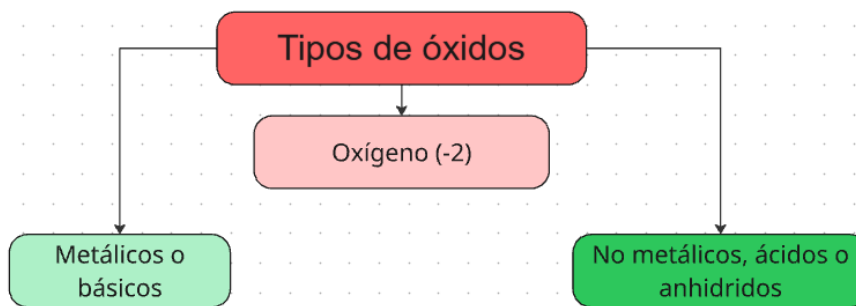 Tipos de óxidos
Oxígeno (-2)
Metálicos o
básicos
No metálicos, ácidos o
anhidridos